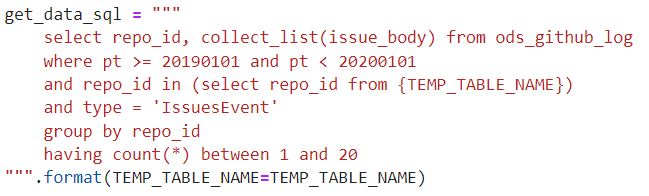 get_data_sql = """
    select repo_id, collect_list(issue_body) from ods_github_log
    where pt >= 20190101 and pt < 20200101
    and repo_id in (select repo_id from {TEMP_TABLE_NAME})
    and type = 'IssuesEvent'
    group by repo_id
    having count(*) between 1 and 20
""".format(TEMP_TABLE_NAME=TEMP_TABLE_NAME)